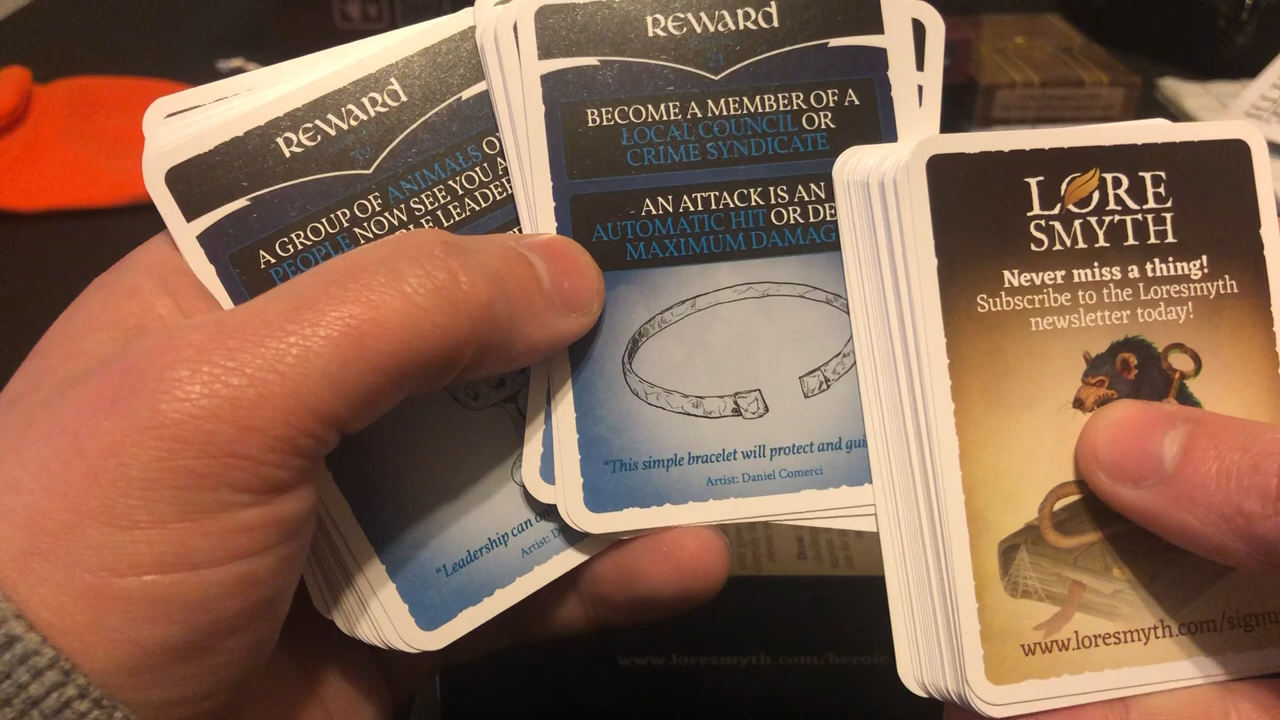 REWARD
A GROUP OF ANIMALS
PEOPLE NOW SEE YOU
LEADER
"Leadership can
Artist:
REWARD
21
BECOME A MEMBER OF A
LOCAL COUNCIL OR
CRIME SYNDICATE
AN ATTACK IS AN
AUTOMATIC HIT OR DE
MAXIMUM DAMAG
"This simple bracelet will protect and gui
Artist: Daniel Comerci
LORE
SMYTH
Never miss a thing!
Subscribe to the Loresmyth
newsletter today!
www.loresmyth.com/signu
www.loresmyth.com/heroic